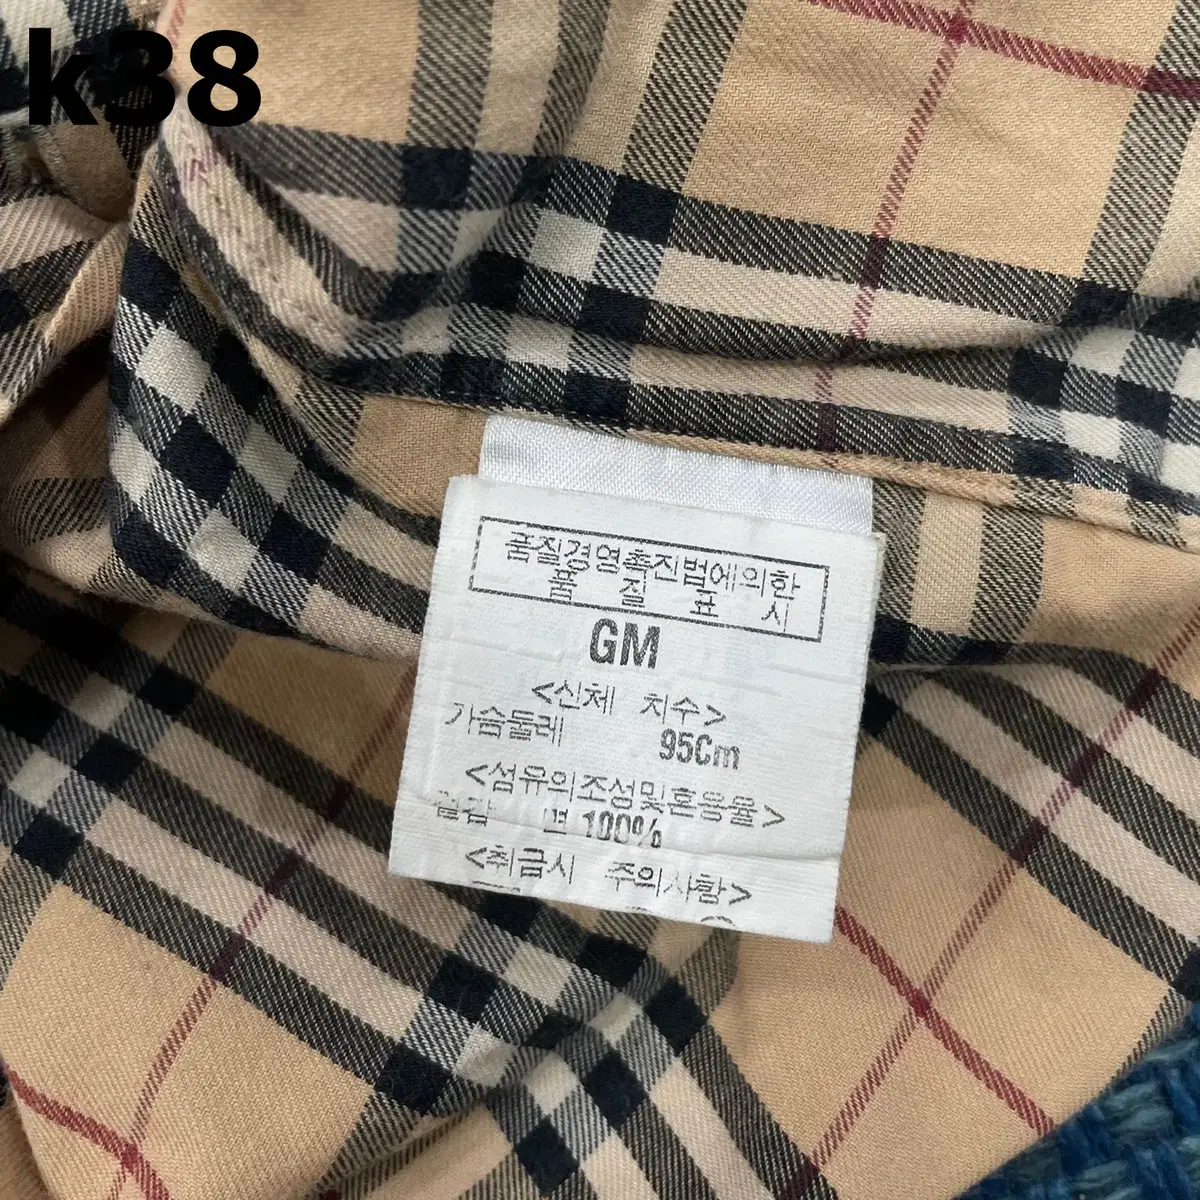 k38
품질경영촉진법에의한
품 질 표 시
GM
<신체 치수>
가슴둘레 95Cm
<섬유의조성및혼용율>
겉감 면 100%
<취급시 주의사항>